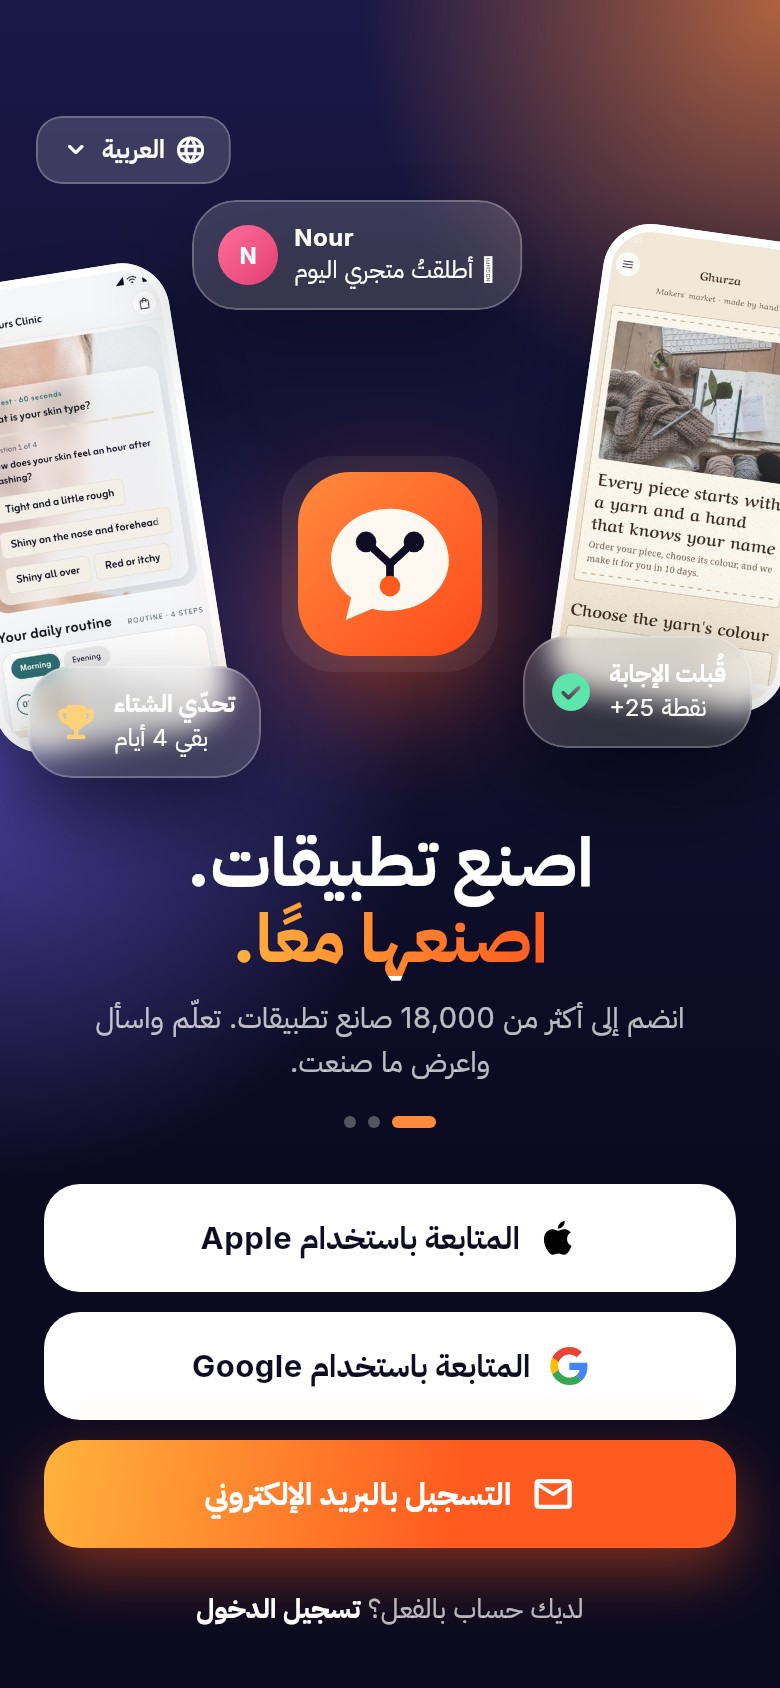 العربية
Nour
أطلقتُ متجري اليوم
Clinic
60 seconds
is your skin type?
1 of 4
does your skin feel an hour after
Tight and a little rough
Shiny on the nose and forehead
Shiny all over
Red or itchy
Your daily routine
ROUTINE · 4 STEPS
Morning
Evening
Ghurza
Makers' market · made by hand
Every piece starts with
a yarn and a hand
that knows your name
Order your piece, choose its colour, and we
make it for you in 10 days.
Choose the yarn's colour
تحدّي الشتاء
بقي 4 أيام
قُبلت الإجابة
+25 نقطة
اصنع تطبيقات.
اصنعها معًا.
انضم إلى أكثر من 18,000 صانع تطبيقات. تعلّم واسأل
واعرض ما صنعت.
المتابعة باستخدام Apple
المتابعة باستخدام Google
التسجيل بالبريد الإلكتروني
لديك حساب بالفعل؟ تسجيل الدخول